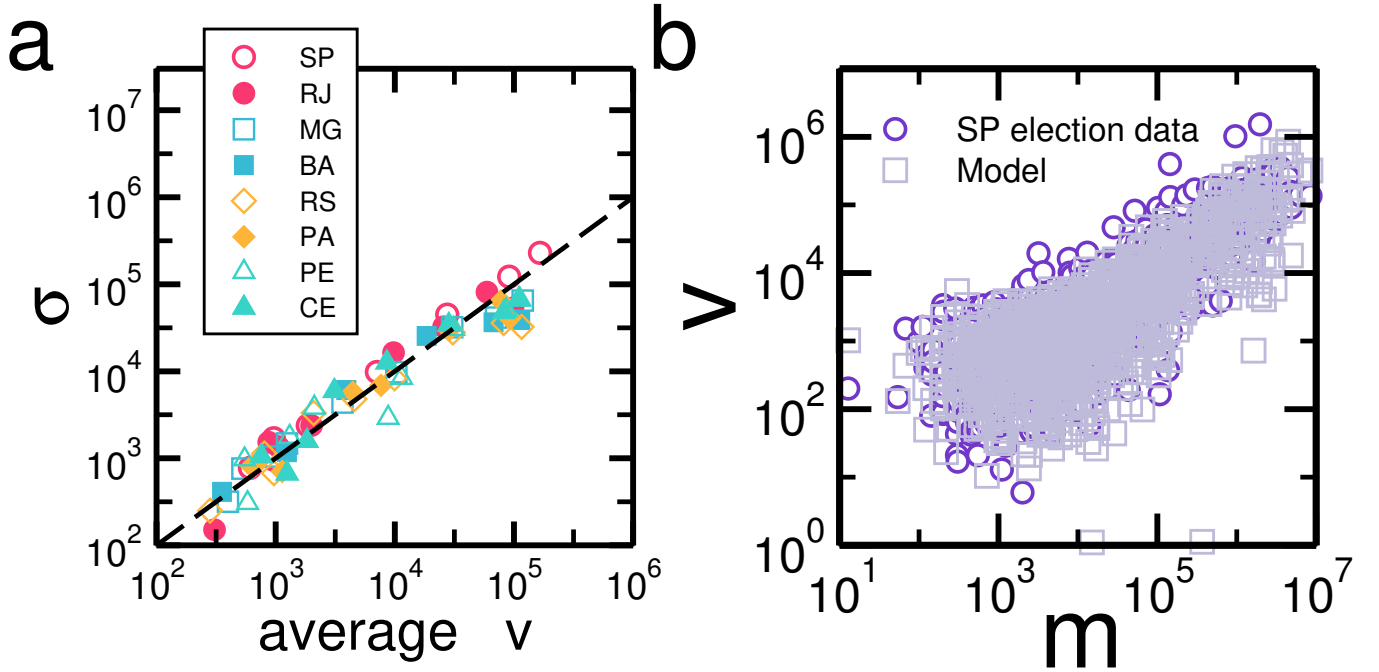 a
SP
RJ
MG
BA
RS
PA
PE
CE
10^7
10^6
10^5
10^4
10^3
10^2
σ
10^2 10^3 10^4 10^5 10^6
average v
b
SP election data
Model
10^6
10^4
10^2
10^0
v
10^1 10^3 10^5 10^7
m